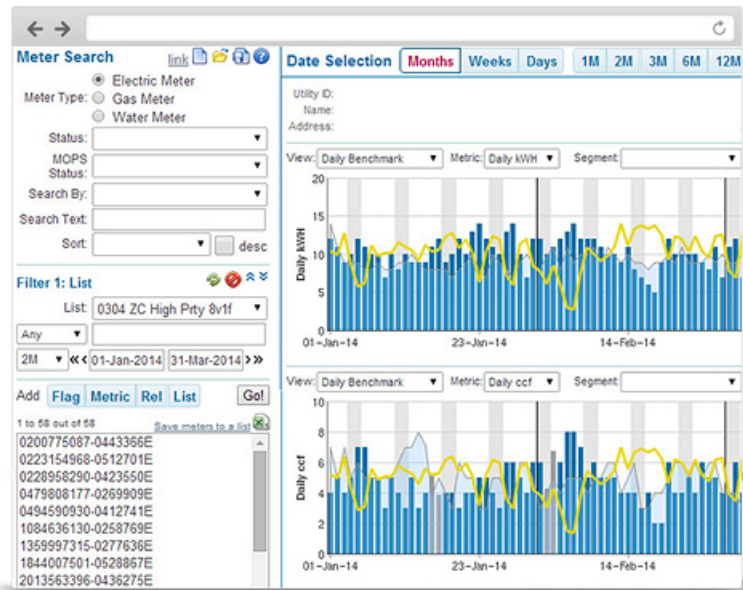 Meter Search link
Meter Type: Electric Meter
Gas Meter
Water Meter
Status:
MOPS
Status:
Search By:
Search Text:
Sort: desc
Filter 1: List
List: 0304 ZC High Prty 8v1f
Any
2M 01-Jan-2014 31-Mar-2014
Add Flag Metric Rel List Go!
1 to 58 out of 58 Save meters to a list
0200775087-0443366E
0223154968-0512701E
0228958290-0423550E
0479808177-0269909E
0494590930-0412741E
1084636130-0258769E
1359997315-0277636E
1844007501-0528867E
2013563396-0436275E
Date Selection Months Weeks Days 1M 2M 3M 6M 12M
Utility ID:
Name:
Address:
View: Daily Benchmark Metric: Daily kWH Segment:
20
15
10
5
0
Daily kWH
01-Jan-14 23-Jan-14 14-Feb-14
View: Daily Benchmark Metric: Daily ccf Segment:
10
8
6
4
2
0
Daily ccf
01-Jan-14 23-Jan-14 14-Feb-14